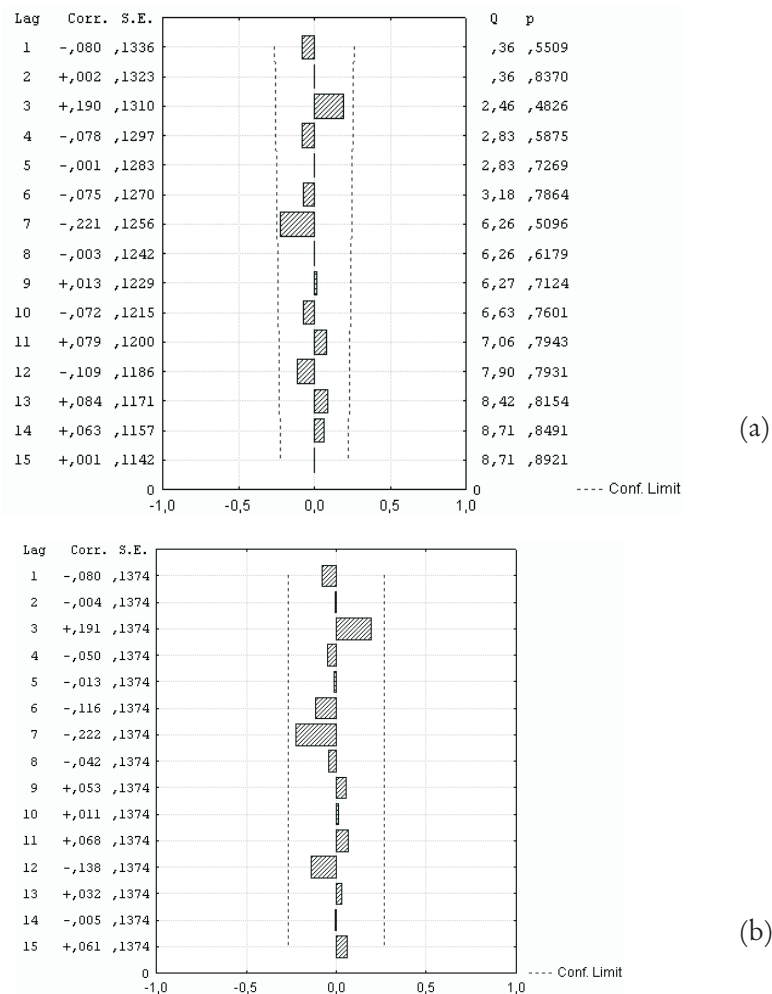 Lag Corr. S.E. Q p
1 -,080 ,1336 ,36 ,5509
2 +,002 ,1323 ,36 ,8370
3 +,190 ,1310 2,46 ,4826
4 -,078 ,1297 2,83 ,5875
5 -,001 ,1283 2,83 ,7269
6 -,075 ,1270 3,18 ,7864
7 -,221 ,1256 6,26 ,5096
8 -,003 ,1242 6,26 ,6179
9 +,013 ,1229 6,27 ,7124
10 -,072 ,1215 6,63 ,7601
11 +,079 ,1200 7,06 ,7943
12 -,109 ,1186 7,90 ,7931
13 +,084 ,1171 8,42 ,8154
14 +,063 ,1157 8,71 ,8491
15 +,001 ,1142 8,71 ,8921
(a)
0 0
---- Conf. Limit
-1,0 -0,5 0,0 0,5 1,0
Lag Corr. S.E.
1 -,080 ,1374
2 -,004 ,1374
3 +,191 ,1374
4 -,050 ,1374
5 -,013 ,1374
6 -,116 ,1374
7 -,222 ,1374
8 -,042 ,1374
9 +,053 ,1374
10 +,011 ,1374
11 +,068 ,1374
12 -,138 ,1374
13 +,032 ,1374
14 -,005 ,1374
15 +,061 ,1374
(b)
0
---- Conf. Limit
-1,0 -0,5 0,0 0,5 1,0